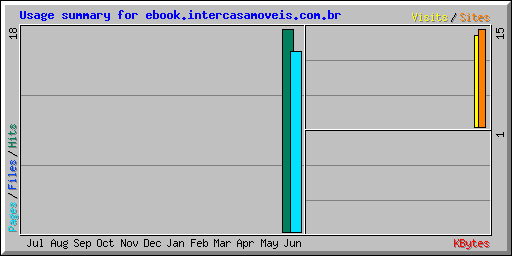 Usage summary for ebook.intercasamoveis.com.br
Visits/Sites
18
15
Pages/Files/Hits
1
Jul Aug Sep Oct Nov Dec Jan Feb Mar Apr May Jun
KBytes